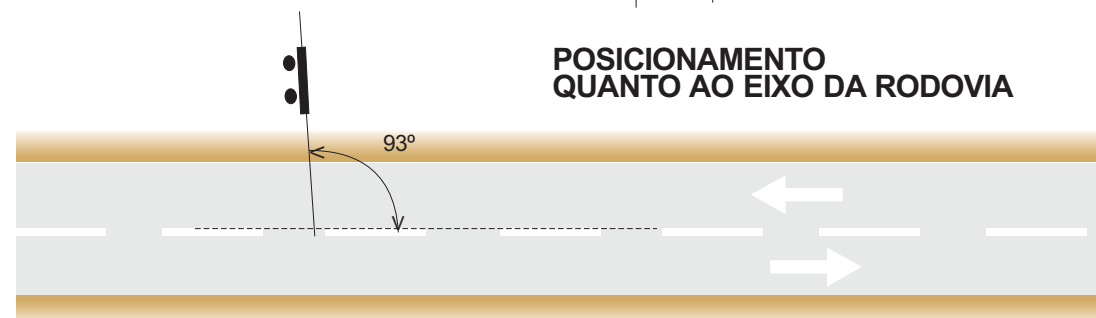 POSICIONAMENTO
QUANTO AO EIXO DA RODOVIA
93º